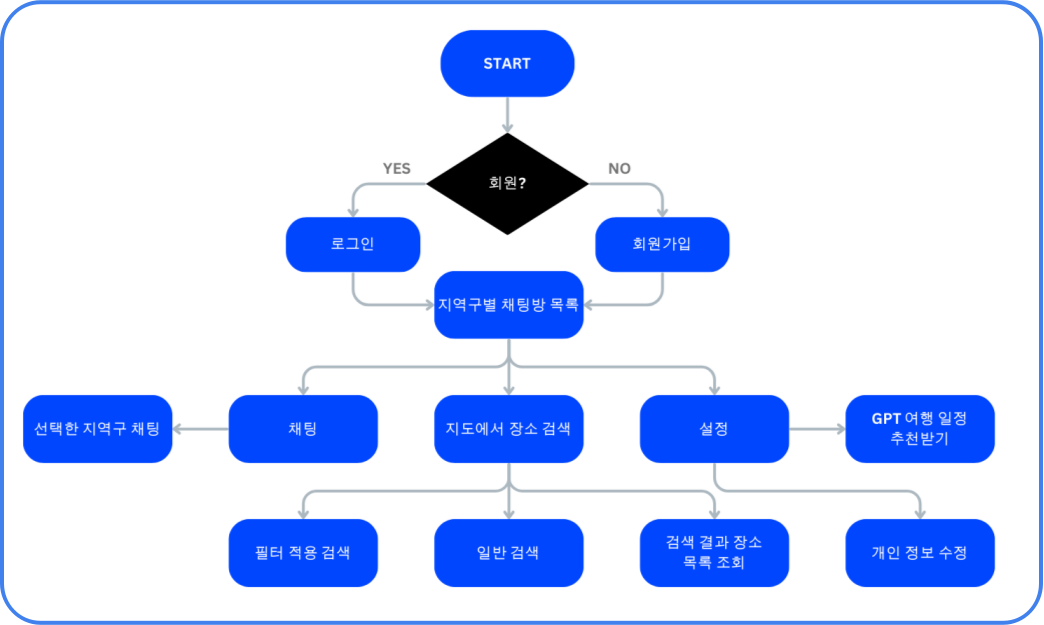 START
YES
NO
회원?
로그인
회원가입
지역구별 채팅방 목록
선택한 지역구 채팅
채팅
지도에서 장소 검색
설정
GPT 여행 일정
추천받기
필터 적용 검색
일반 검색
검색 결과 장소
목록 조회
개인 정보 수정